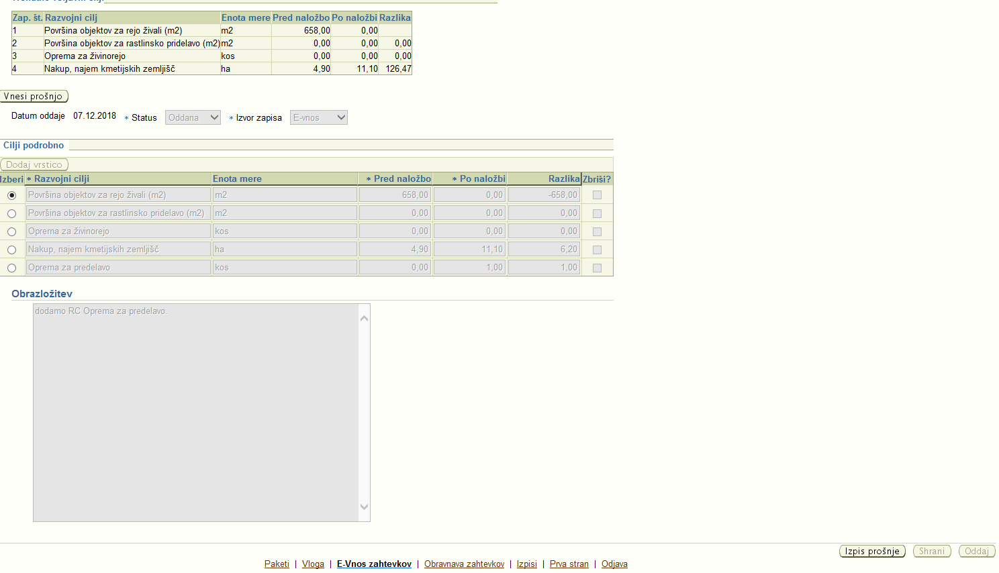 Zap. št. Razvojni cilj Enota mere Pred naložbo Po naložbi Razlika
1 Površina objektov za rejo živali (m2) m2 658,00 0,00
2 Površina objektov za rastlinsko pridelavo (m2) m2 0,00 0,00 0,00
3 Oprema za živinorejo kos 0,00 0,00 0,00
4 Nakup, najem kmetijskih zemljišč ha 4,90 11,10 126,47
Vnesi prošnjo
Datum oddaje 07.12.2018 * Status Oddana * Izvor zapisa E-vnos
Cilji podrobno
Dodaj vrstico
Izberi * Razvojni cilji Enota mere * Pred naložbo * Po naložbi Razlika Zbriši?
Površina objektov za rejo živali (m2) m2 658,00 0,00 -658,00
Površina objektov za rastlinsko pridelavo (m2) m2 0,00 0,00 0,00
Oprema za živinorejo kos 0,00 0,00 0,00
Nakup, najem kmetijskih zemljišč ha 4,90 11,10 6,20
Oprema za predelavo kos 0,00 1,00 1,00
Obrazložitev
dodamo RC Oprema za predelavo.
Izpis prošnje Shrani Oddaj
Paketi | Vloga | E-Vnos zahtevkov | Obravnava zahtevkov | Izpisi | Prva stran | Odjava